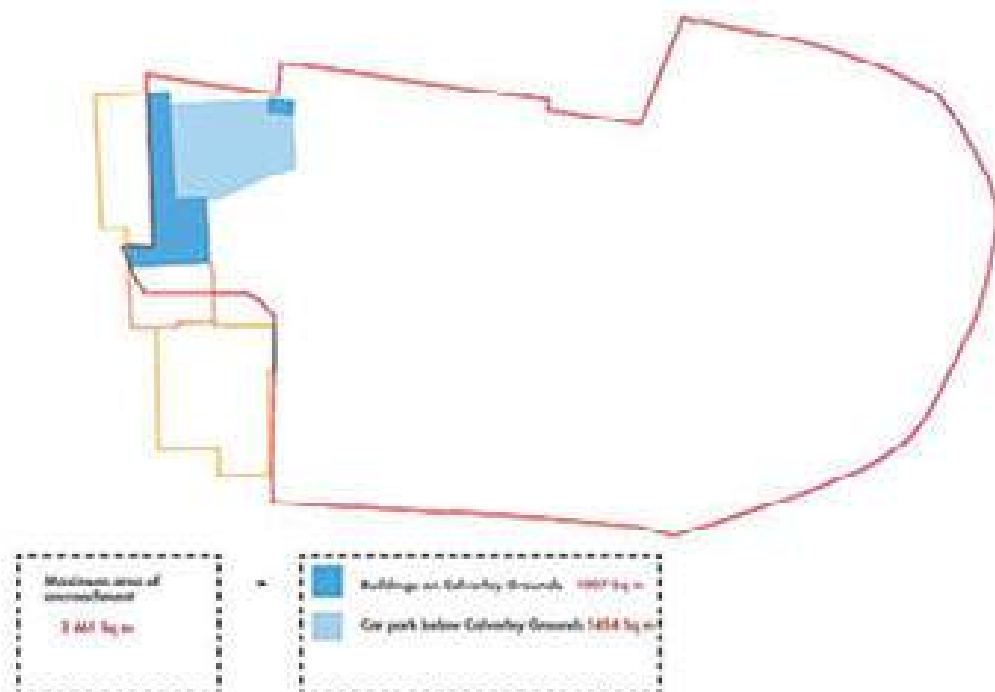 Maximum area of
encroachment
Sq m
Buildings on Calverley Grounds Sq m
Car park below Calverley Grounds 1454 Sq m